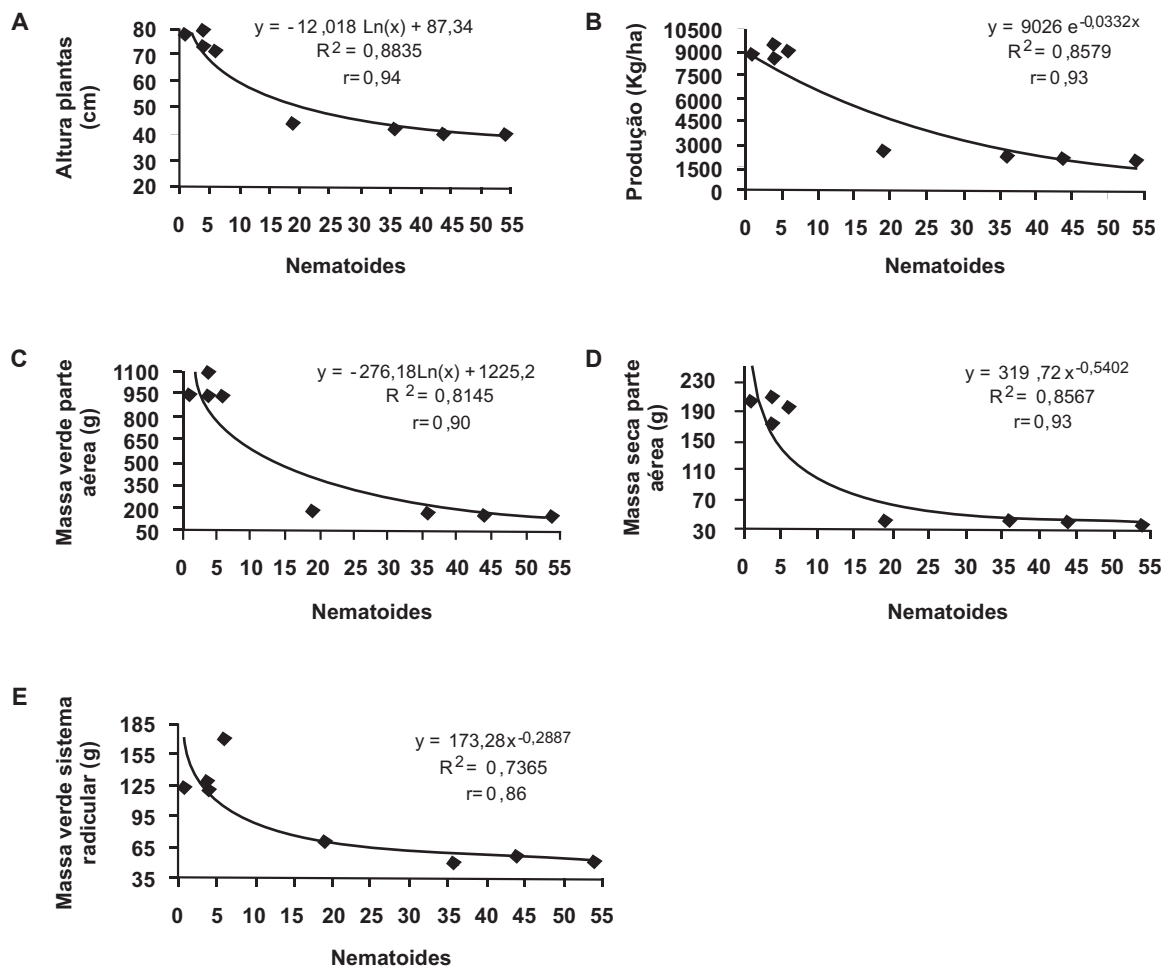 A
Altura plantas
(cm)
80
70
60
50
40
30
20
y = -12,018 Ln(x) + 87,34
R2 = 0,8835
r=0,94
0 5 10 15 20 25 30 35 40 45 50 55
Nematoides
B
Produção (Kg/ha)
10500
9000
7500
6000
4500
3000
1500
0
y = 9026 e-0,0332x
R2 = 0,8579
r=0,93
0 5 10 15 20 25 30 35 40 45 50 55
Nematoides
C
Massa verde parte
aérea (g)
1100
950
800
650
500
350
200
50
y = -276,18Ln(x) + 1225,2
R 2 = 0,8145
r=0,90
0 5 10 15 20 25 30 35 40 45 50 55
Nematoides
D
Massa seca parte
aérea (g)
230
190
150
110
70
30
y = 319 ,72 x-0,5402
R2 = 0,8567
r=0,93
0 5 10 15 20 25 30 35 40 45 50 55
Nematoides
E
Massa verde sistema
radicular (g)
185
155
125
95
65
35
y = 173,28x-0,2887
R2 = 0,7365
r=0,86
0 5 10 15 20 25 30 35 40 45 50 55
Nematoides